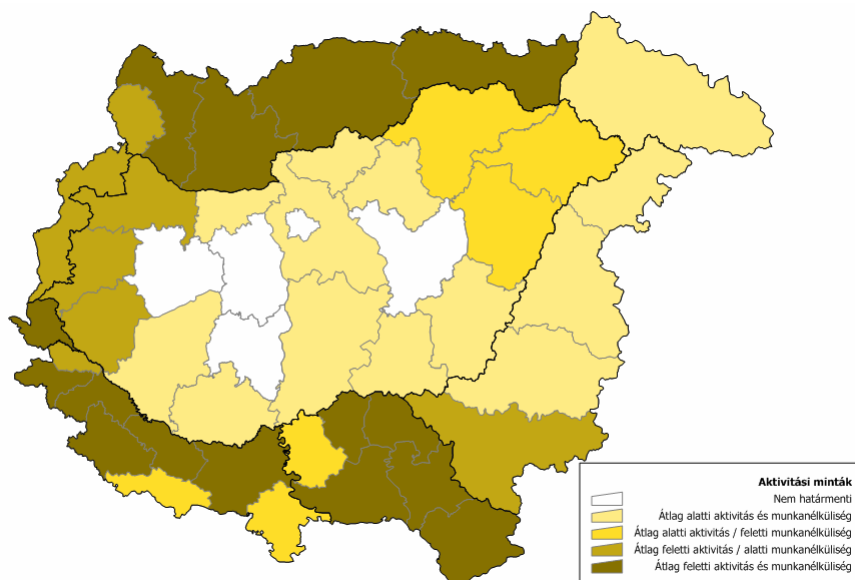 Aktivitási minták
Nem határmenti
Átlag alatti aktivitás és munkanélküliség
Átlag alatti aktivitás / feletti munkanélküliség
Átlag feletti aktivitás / alatti munkanélküliség
Átlag feletti aktivitás és munkanélküliség